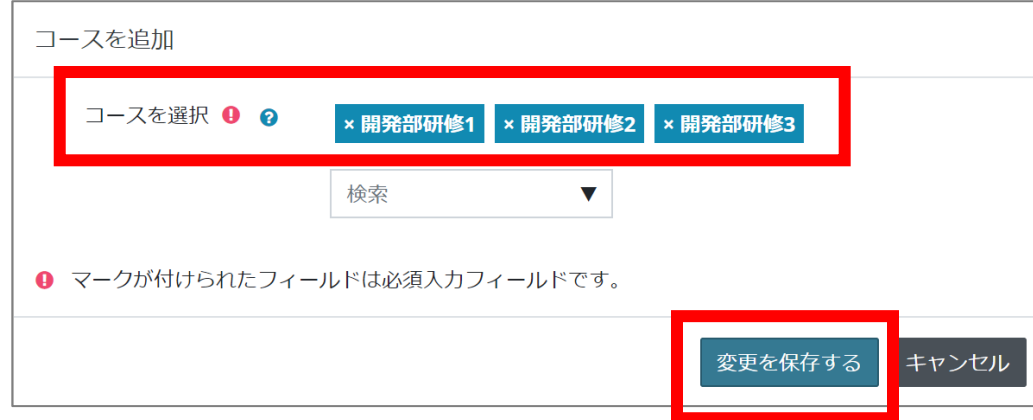 コースを追加
コースを選択 ! ? × 開発部研修1 × 開発部研修2 × 開発部研修3
検索 ▼
! マークが付けられたフィールドは必須入力フィールドです。
変更を保存する キャンセル